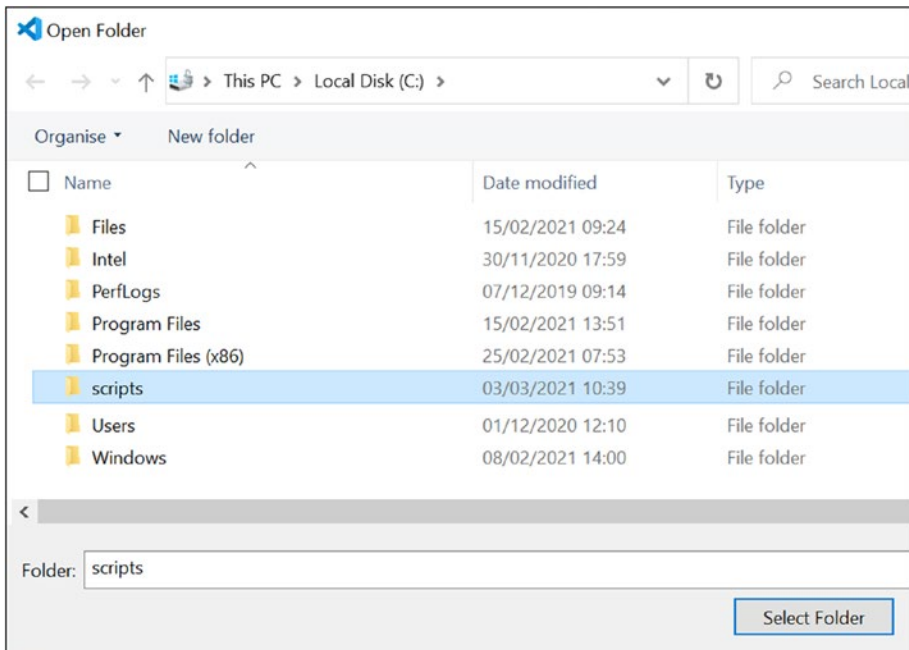 Open Folder
This PC > Local Disk (C:) >
Search Local
Organise
New folder
Name Date modified Type
Files 15/02/2021 09:24 File folder
Intel 30/11/2020 17:59 File folder
PerfLogs 07/12/2019 09:14 File folder
Program Files 15/02/2021 13:51 File folder
Program Files (x86) 25/02/2021 07:53 File folder
scripts 03/03/2021 10:39 File folder
Users 01/12/2020 12:10 File folder
Windows 08/02/2021 14:00 File folder
Folder: scripts
Select Folder